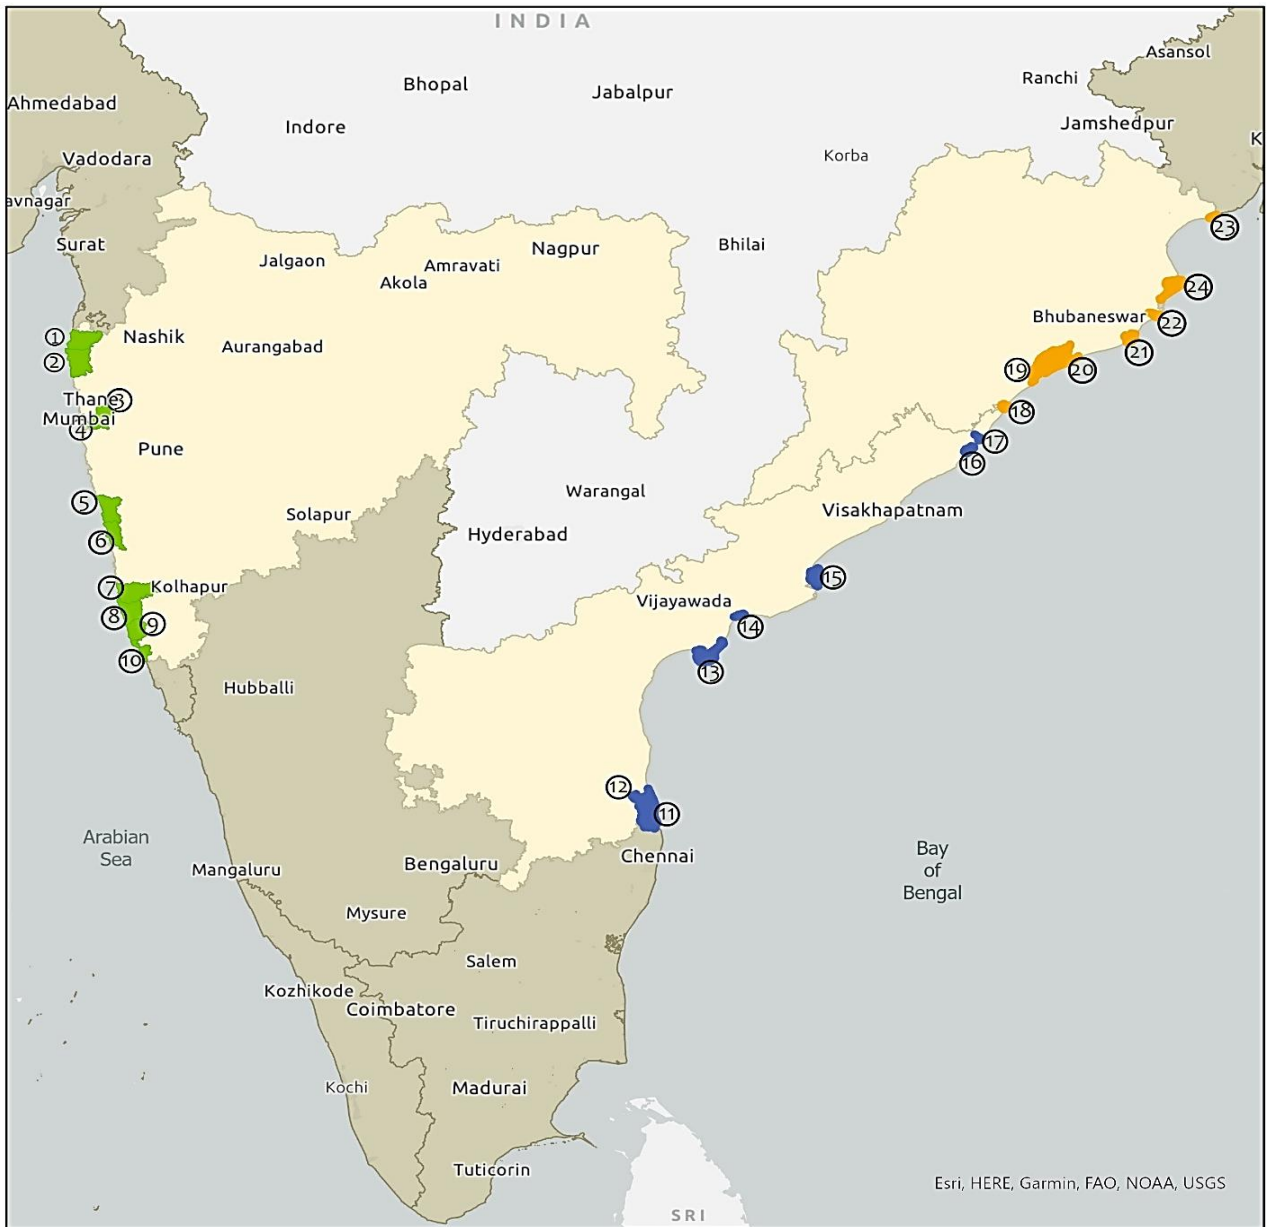 INDIA
Asansol
Ranchi
Bhopal
Jabalpur
Ahmedabad
Indore
Jamshedpur
K
Vadodara
Korba
avnagar
23
Surat
Nagpur
Bhilai
Jalgaon
Amravati
Akola
24
Bhubaneswar
22
1
Nashik
Aurangabad
21
2
19
20
Thane
3
Mumbai
4
18
Pune
17
16
Warangal
5
Solapur
Visakhapatnam
Hyderabad
6
15
7
Kolhapur
Vijayawada
8
9
14
10
13
Hubballi
12
11
Arabian
Sea
Chennai
Bay
of
Bengal
Bengaluru
Mangaluru
Mysure
Salem
Kozhikode
Coimbatore
Tiruchirappalli
Kochi
Madurai
Tuticorin
Esri, HERE, Garmin, FAO, NOAA, USGS
SRI